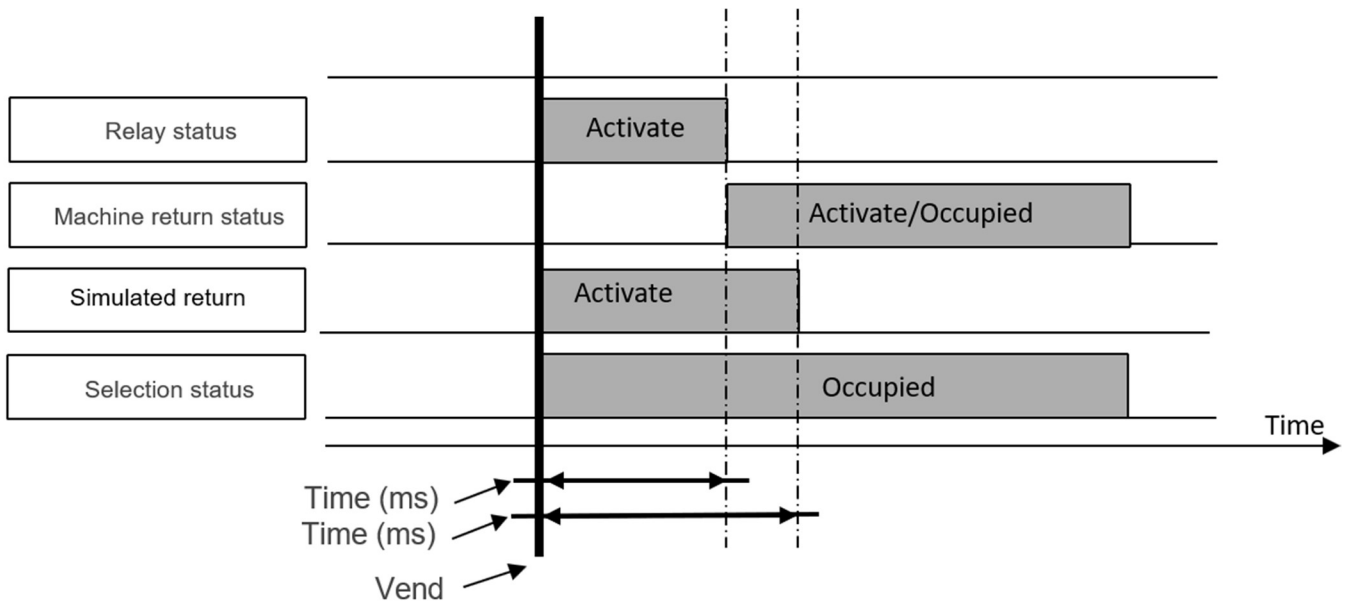 Relay status
Activate
Machine return status
Activate/Occupied
Simulated return
Activate
Selection status
Occupied
Time
Time (ms)
Time (ms)
Vend